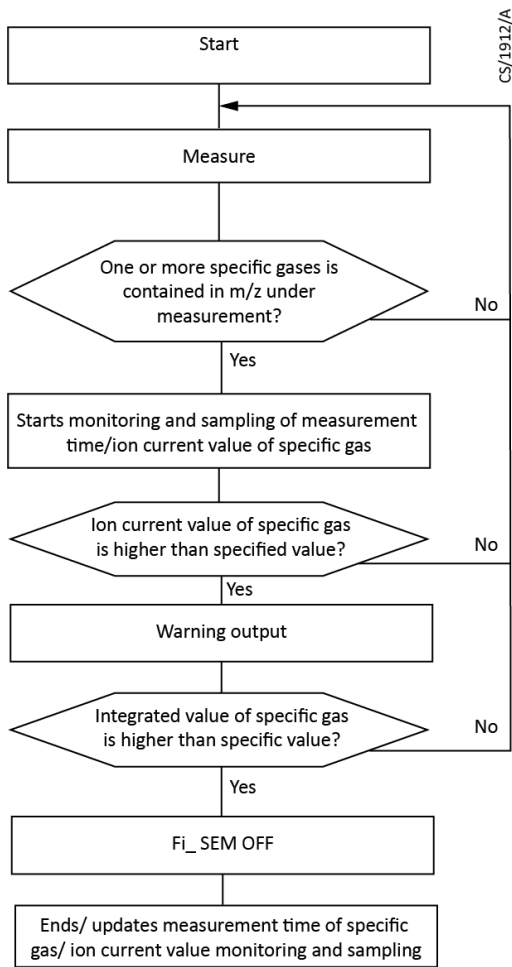 CS/1912/A
Start
Measure
One or more specific gases is
contained in m/z under
measurement?
No
Yes
Starts monitoring and sampling of measurement
time/ion current value of specific gas
Ion current value of specific gas
is higher than specified value?
No
Yes
Warning output
Integrated value of specific gas
is higher than specific value?
No
Yes
Fi_ SEM OFF
Ends/ updates measurement time of specific
gas/ ion current value monitoring and sampling